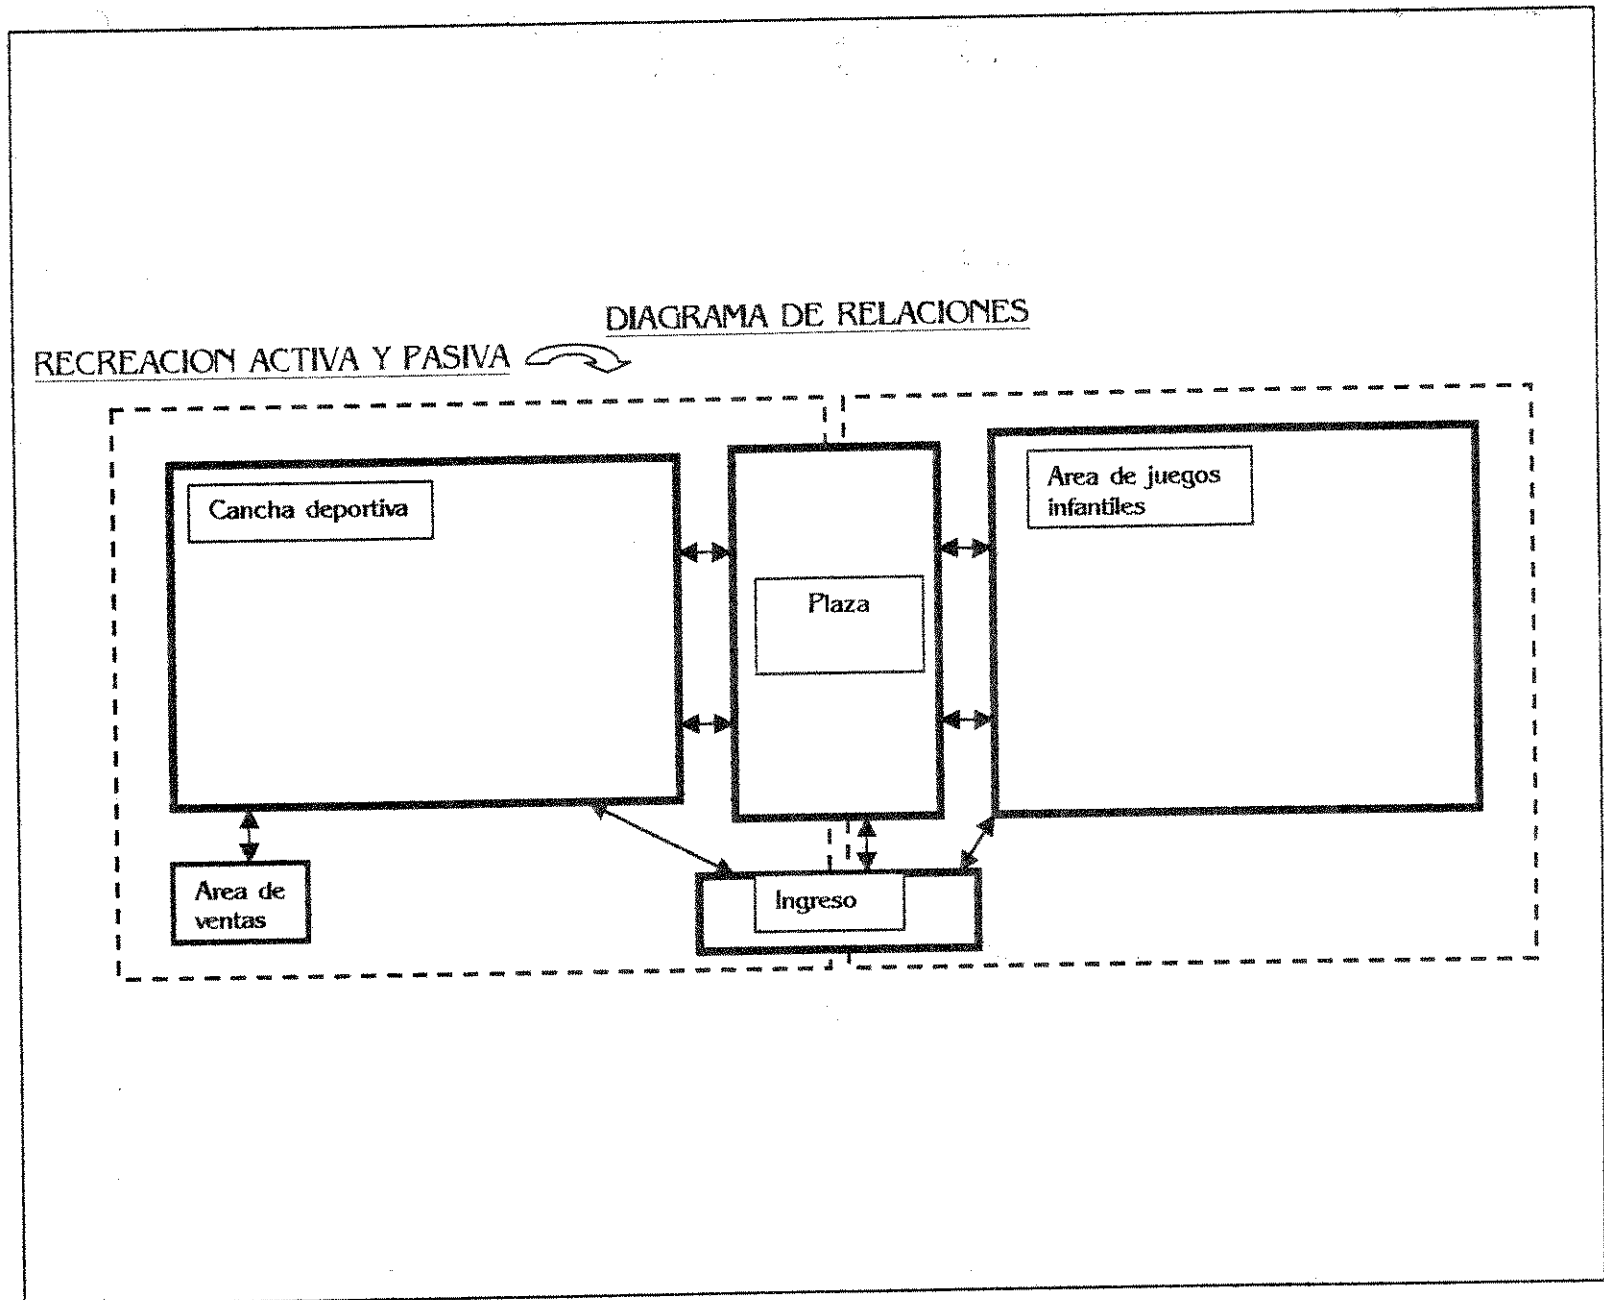 DIAGRAMA DE RELACIONES
RECREACION ACTIVA Y PASIVA
Cancha deportiva
Plaza
Area de juegos
infantiles
Area de
ventas
Ingreso